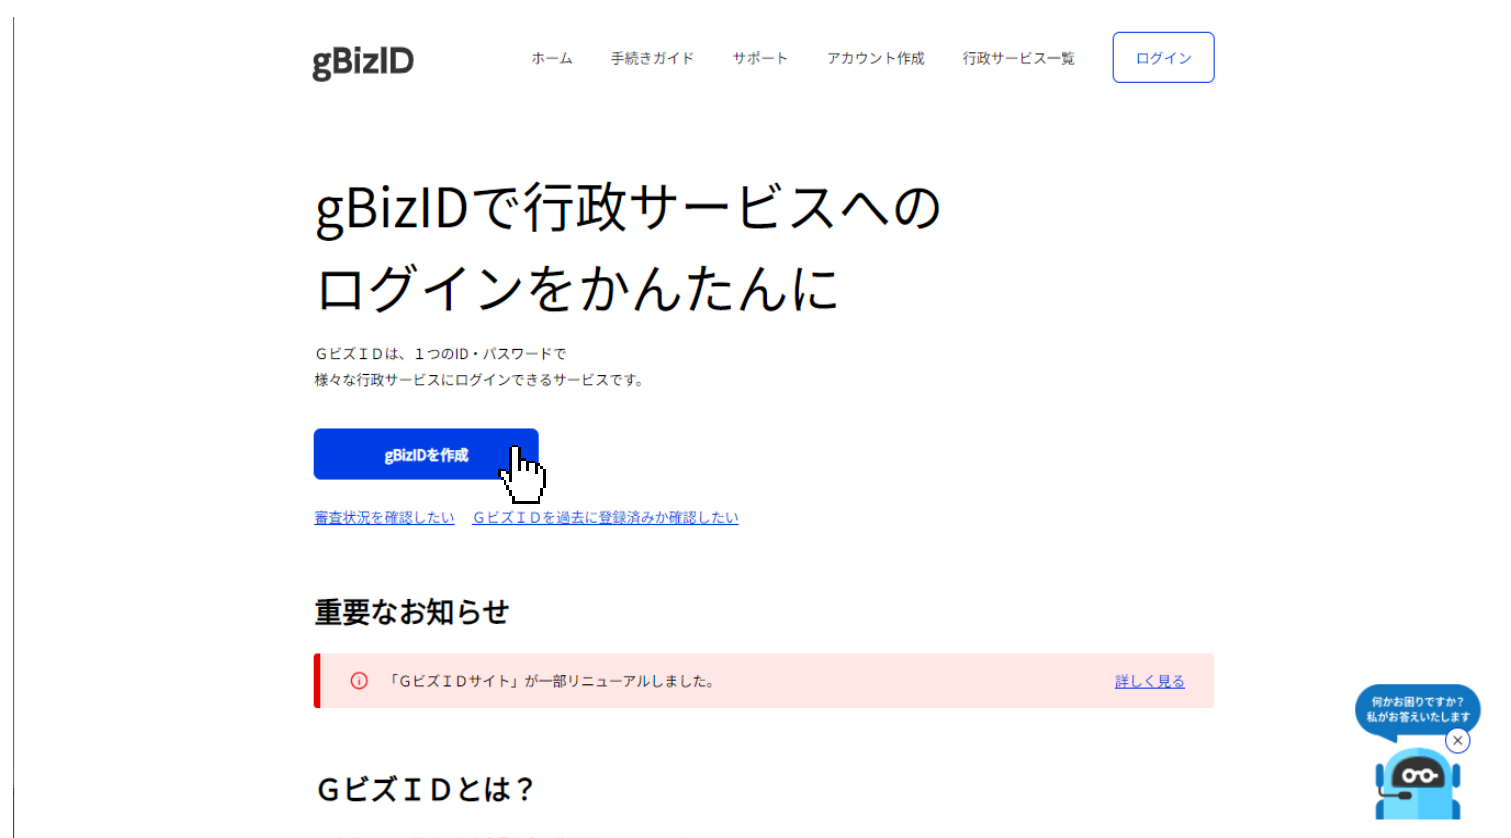 gBizID
ホーム 手続きガイド サポート アカウント作成 行政サービス一覧 ログイン
gBizIDで行政サービスへの
ログインをかんたんに
ＧビズＩＤは、１つのID・パスワードで
様々な行政サービスにログインできるサービスです。
gBizIDを作成
審査状況を確認したい ＧビズＩＤを過去に登録済みか確認したい
重要なお知らせ
「ＧビズＩＤサイト」が一部リニューアルしました。 詳しく見る
何かお困りですか？
私がお答えいたします
ＧビズＩＤとは？